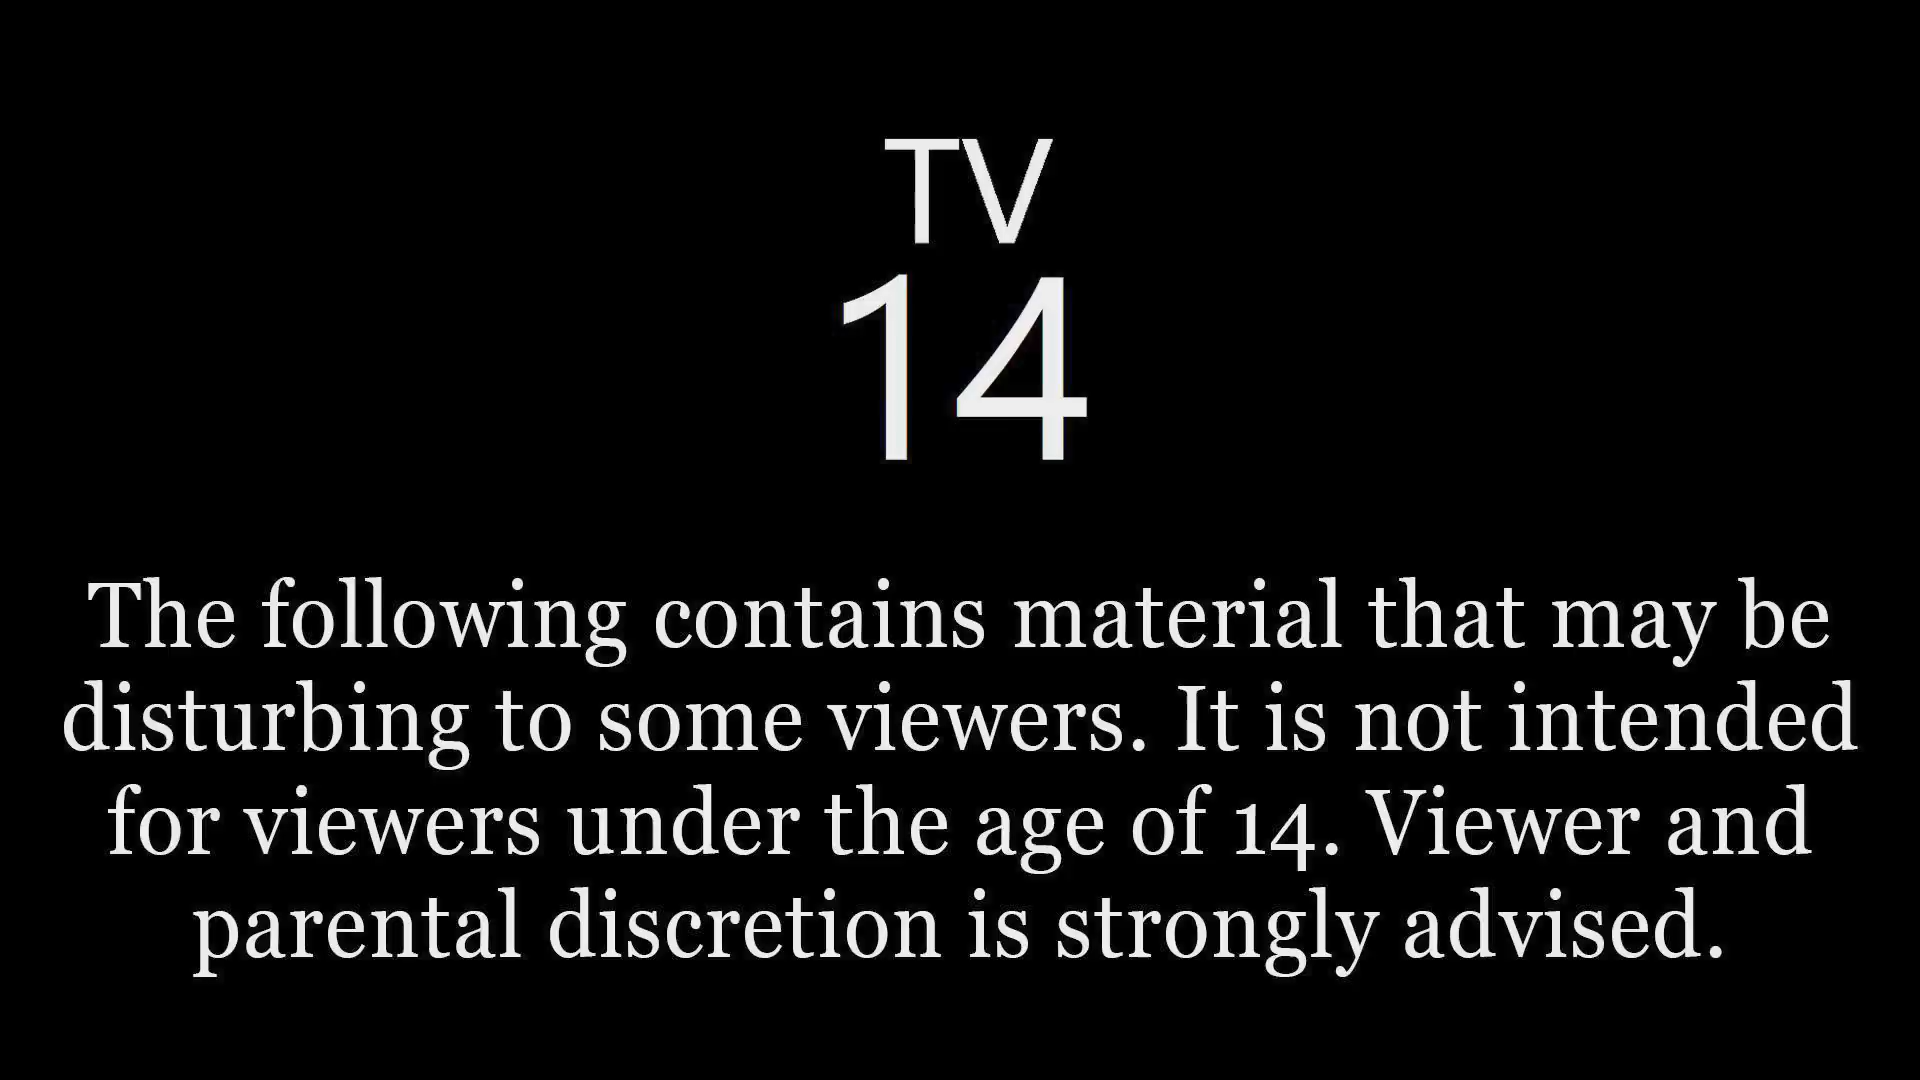 TV
14
The following contains material that may be
disturbing to some viewers. It is not intended
for viewers under the age of 14. Viewer and
parental discretion is strongly advised.